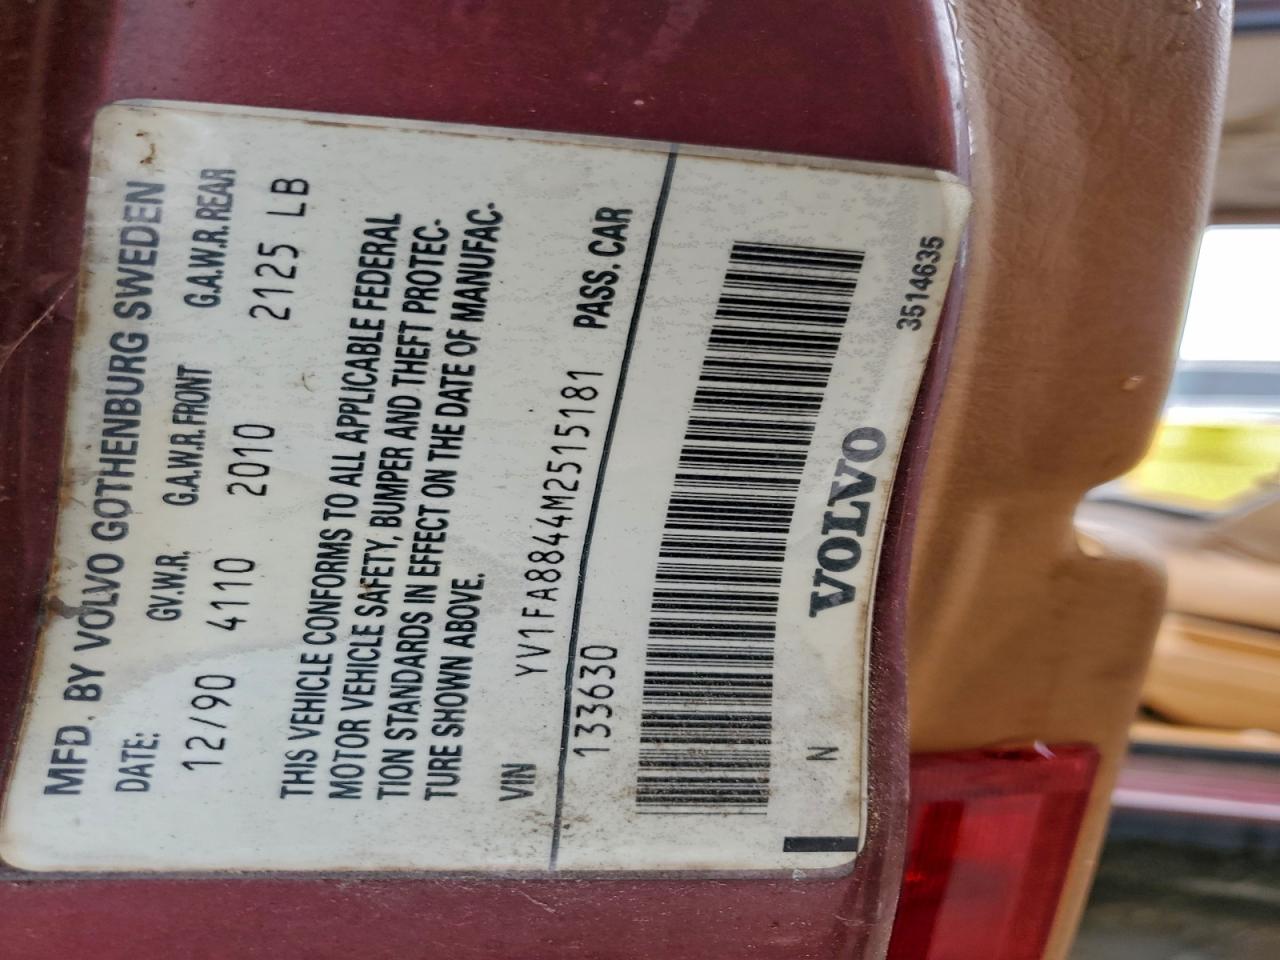 MFD. BY VOLVO GOTHENBURG SWEDEN
DATE: GV.W.R. G.A.W.R.FRONT G.A.W.R.REAR
12/90 4110 2010 2125 LB
THIS VEHICLE CONFORMS TO ALL APPLICABLE FEDERAL
MOTOR VEHICLE SAFETY, BUMPER AND THEFT PROTEC-
TION STANDARDS IN EFFECT ON THE DATE OF MANUFAC-
TURE SHOWN ABOVE.
VIN YV1FA8844M2515181 PASS. CAR
133630
N VOLVO
3514635